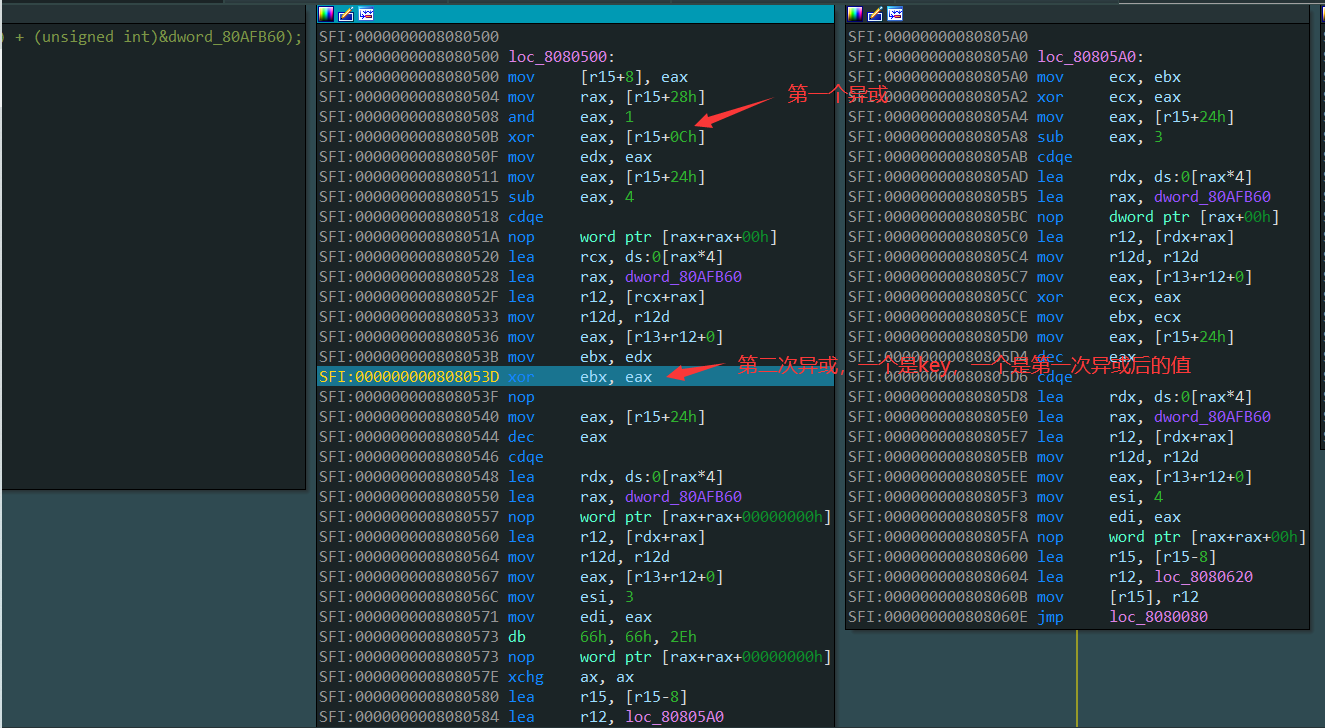 ) + (unsigned int)&dword_80AFB60);
SFI:0000000008080500
SFI:0000000008080500 loc_8080500:
SFI:0000000008080500 mov [r15+8], eax
SFI:0000000008080504 mov rax, [r15+28h]
SFI:0000000008080508 and eax, 1
SFI:000000000808050B xor eax, [r15+0Ch]
SFI:000000000808050F mov edx, eax
SFI:0000000008080511 mov eax, [r15+24h]
SFI:0000000008080515 sub eax, 4
SFI:0000000008080518 cdqe
SFI:000000000808051A nop word ptr [rax+rax+00h]
SFI:0000000008080520 lea rcx, ds:0[rax*4]
SFI:0000000008080528 lea rax, dword_80AFB60
SFI:000000000808052F lea r12, [rcx+rax]
SFI:0000000008080533 mov r12d, r12d
SFI:0000000008080536 mov eax, [r13+r12+0]
SFI:000000000808053B mov ebx, edx
SFI:000000000808053D xor ebx, eax
SFI:000000000808053F nop
SFI:0000000008080540 mov eax, [r15+24h]
SFI:0000000008080544 dec eax
SFI:0000000008080546 cdqe
SFI:0000000008080548 lea rdx, ds:0[rax*4]
SFI:0000000008080550 lea rax, dword_80AFB60
SFI:0000000008080557 nop word ptr [rax+rax+00000000h]
SFI:0000000008080560 lea r12, [rdx+rax]
SFI:0000000008080564 mov r12d, r12d
SFI:0000000008080567 mov eax, [r13+r12+0]
SFI:000000000808056C mov esi, 3
SFI:0000000008080571 mov edi, eax
SFI:0000000008080573 db 66h, 66h, 2Eh
SFI:0000000008080573 nop word ptr [rax+rax+00000000h]
SFI:000000000808057E xchg ax, ax
SFI:0000000008080580 lea r15, [r15-8]
SFI:0000000008080584 lea r12, loc_80805A0
第一个异或
第二次异或，一个是key，一个是第一次异或后的值
SFI:00000000080805A0
SFI:00000000080805A0 loc_80805A0:
SFI:00000000080805A0 mov ecx, ebx
SFI:00000000080805A2 xor ecx, eax
SFI:00000000080805A4 mov eax, [r15+24h]
SFI:00000000080805A8 sub eax, 3
SFI:00000000080805AB cdqe
SFI:00000000080805AD lea rdx, ds:0[rax*4]
SFI:00000000080805B5 lea rax, dword_80AFB60
SFI:00000000080805BC nop dword ptr [rax+00h]
SFI:00000000080805C0 lea r12, [rdx+rax]
SFI:00000000080805C4 mov r12d, r12d
SFI:00000000080805C7 mov eax, [r13+r12+0]
SFI:00000000080805CC xor ecx, eax
SFI:00000000080805CE mov ebx, ecx
SFI:00000000080805D0 mov eax, [r15+24h]
SFI:00000000080805D4 dec eax
SFI:00000000080805D6 cdqe
SFI:00000000080805D8 lea rdx, ds:0[rax*4]
SFI:00000000080805E0 lea rax, dword_80AFB60
SFI:00000000080805E7 lea r12, [rdx+rax]
SFI:00000000080805EB mov r12d, r12d
SFI:00000000080805EE mov eax, [r13+r12+0]
SFI:00000000080805F3 mov esi, 4
SFI:00000000080805F8 mov edi, eax
SFI:00000000080805FA nop word ptr [rax+rax+00h]
SFI:0000000008080600 lea r15, [r15-8]
SFI:0000000008080604 lea r12, loc_8080620
SFI:000000000808060B mov [r15], r12
SFI:000000000808060E jmp loc_8080080